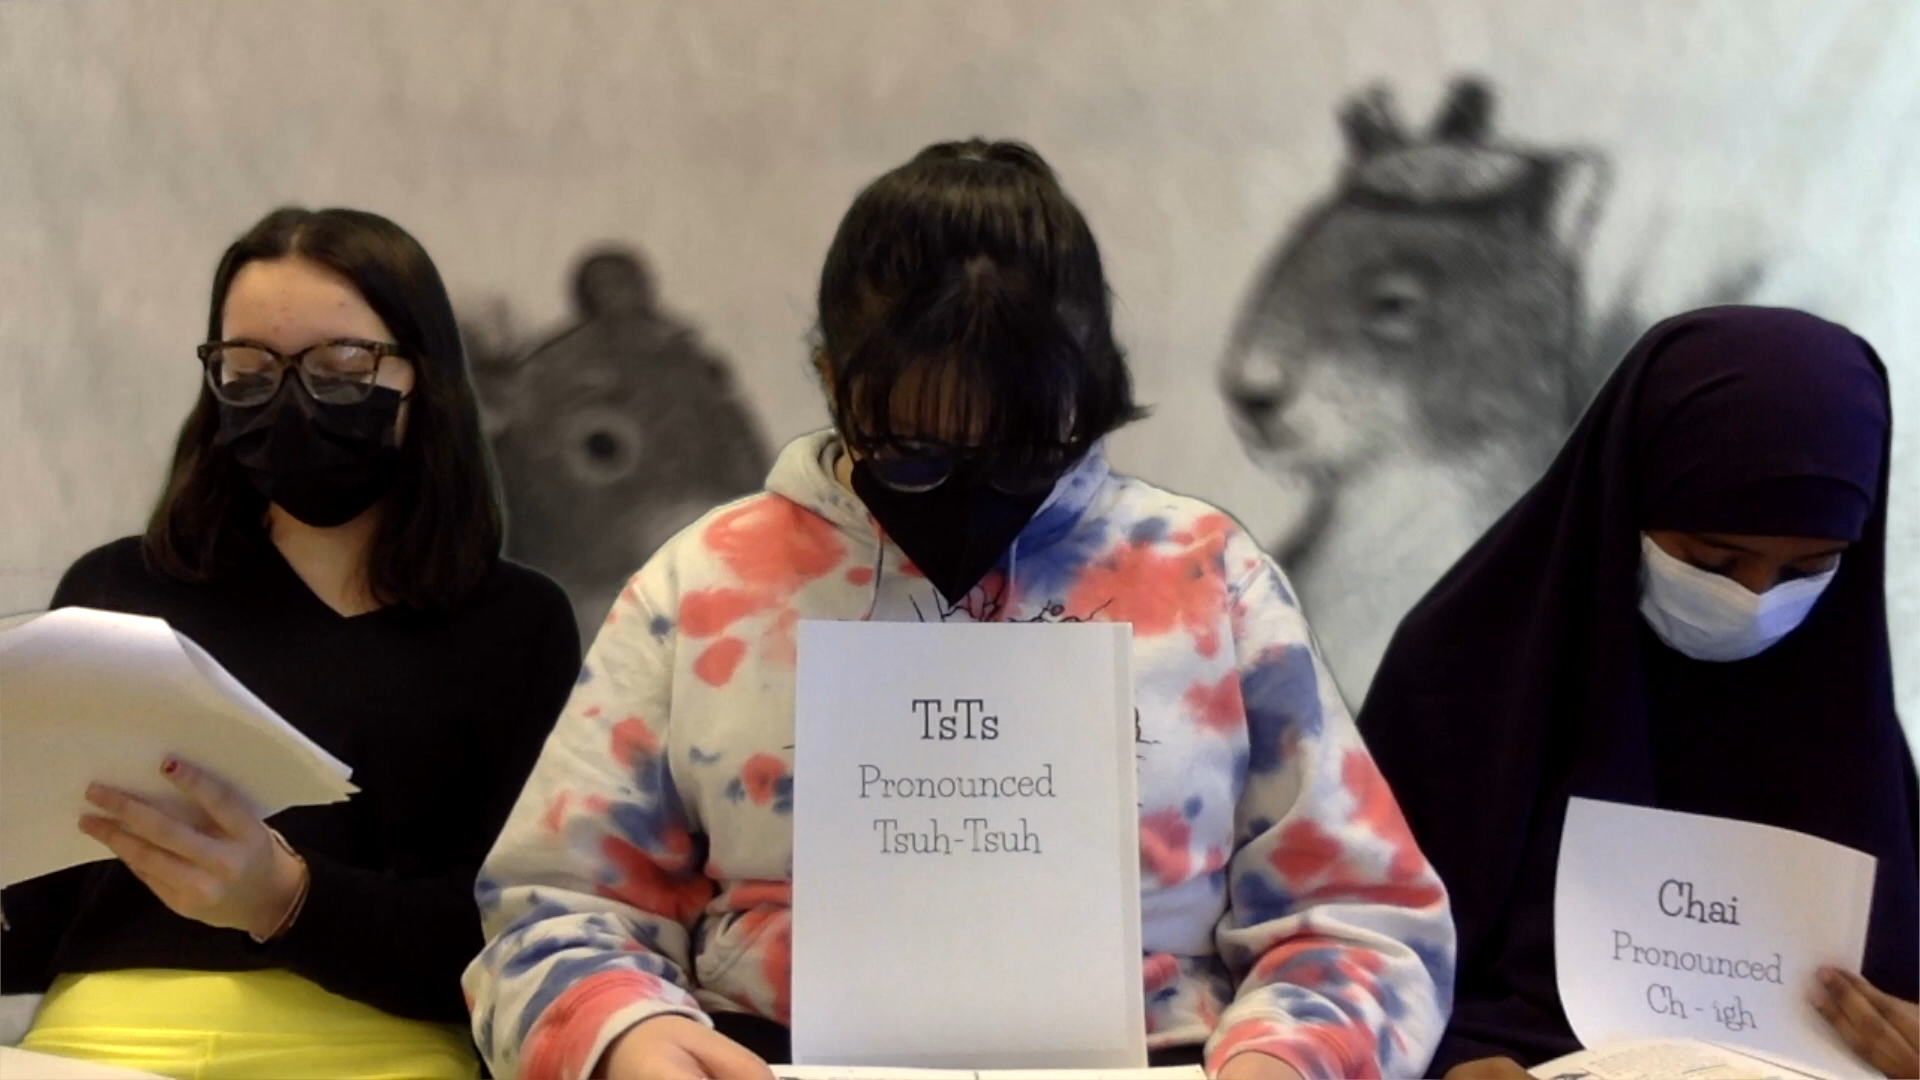 TsTs
Pronounced
Tsuh-Tsuh
Chai
Pronounced
Ch - igh